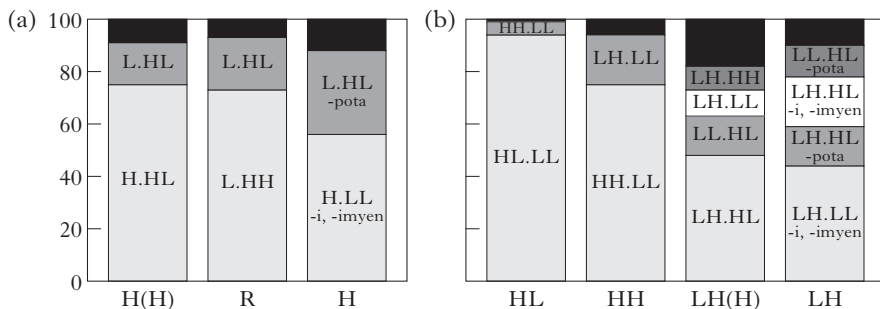 (a)
100
80
60
40
20
0
L.HL
H.HL
H(H)
L.HL
L.HH
R
L.HL
-pota
H.LL
-i, -imyen
H
(b)
HH.LL
HL.LL
HL
LH.LL
HH.LL
HH
LH.HH
LH.LL
LL.HL
LH.HL
LH(H)
LL.HL
-pota
LH.HL
-i, -imyen
LH.HL
-pota
LH.LL
-i, -imyen
LH